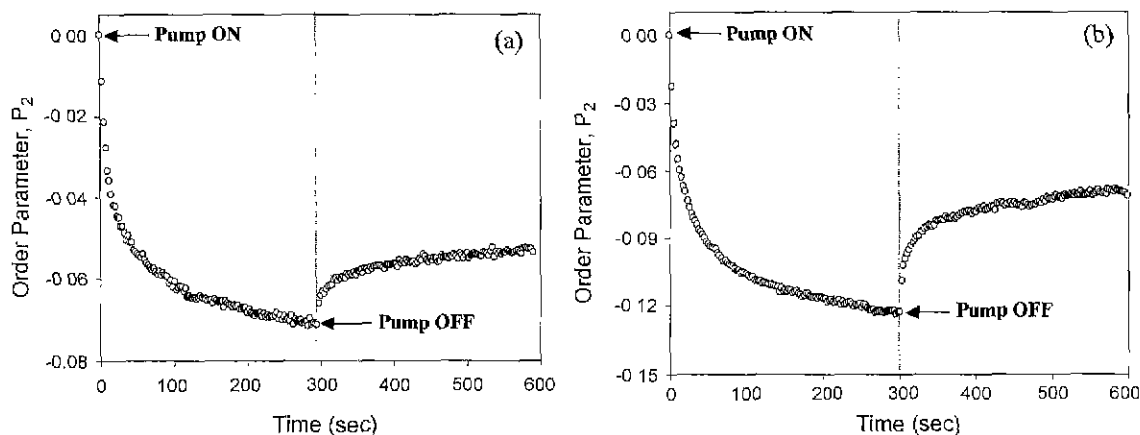 0 00
Pump ON
(a)
-0 02
-0 04
-0 06
-0 08
Order Parameter, P2
Pump OFF
0 100 200 300 400 500 600
Time (sec)
0 00
Pump ON
(b)
-0 03
-0 06
-0 09
-0 12
-0 15
Order Parameter, P2
Pump OFF
0 100 200 300 400 500 600
Time (sec)